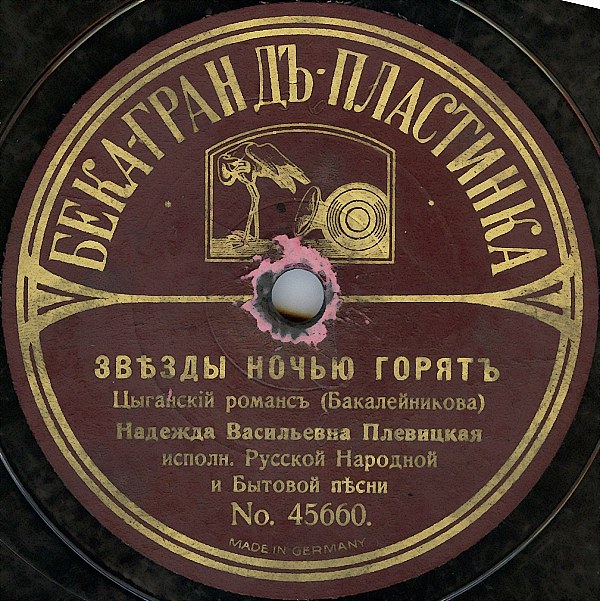 БЕКА-ГРАНДЪ-ПЛАСТИНКА
ЗВѢЗДЫ НОЧЬЮ ГОРЯТЪ
Цыганскій романсъ (Бакалейникова)
Надежда Васильевна Плевицкая
исполн. Русской Народной
и Бытовой пѣсни
No. 45660.
MADE IN GERMANY.